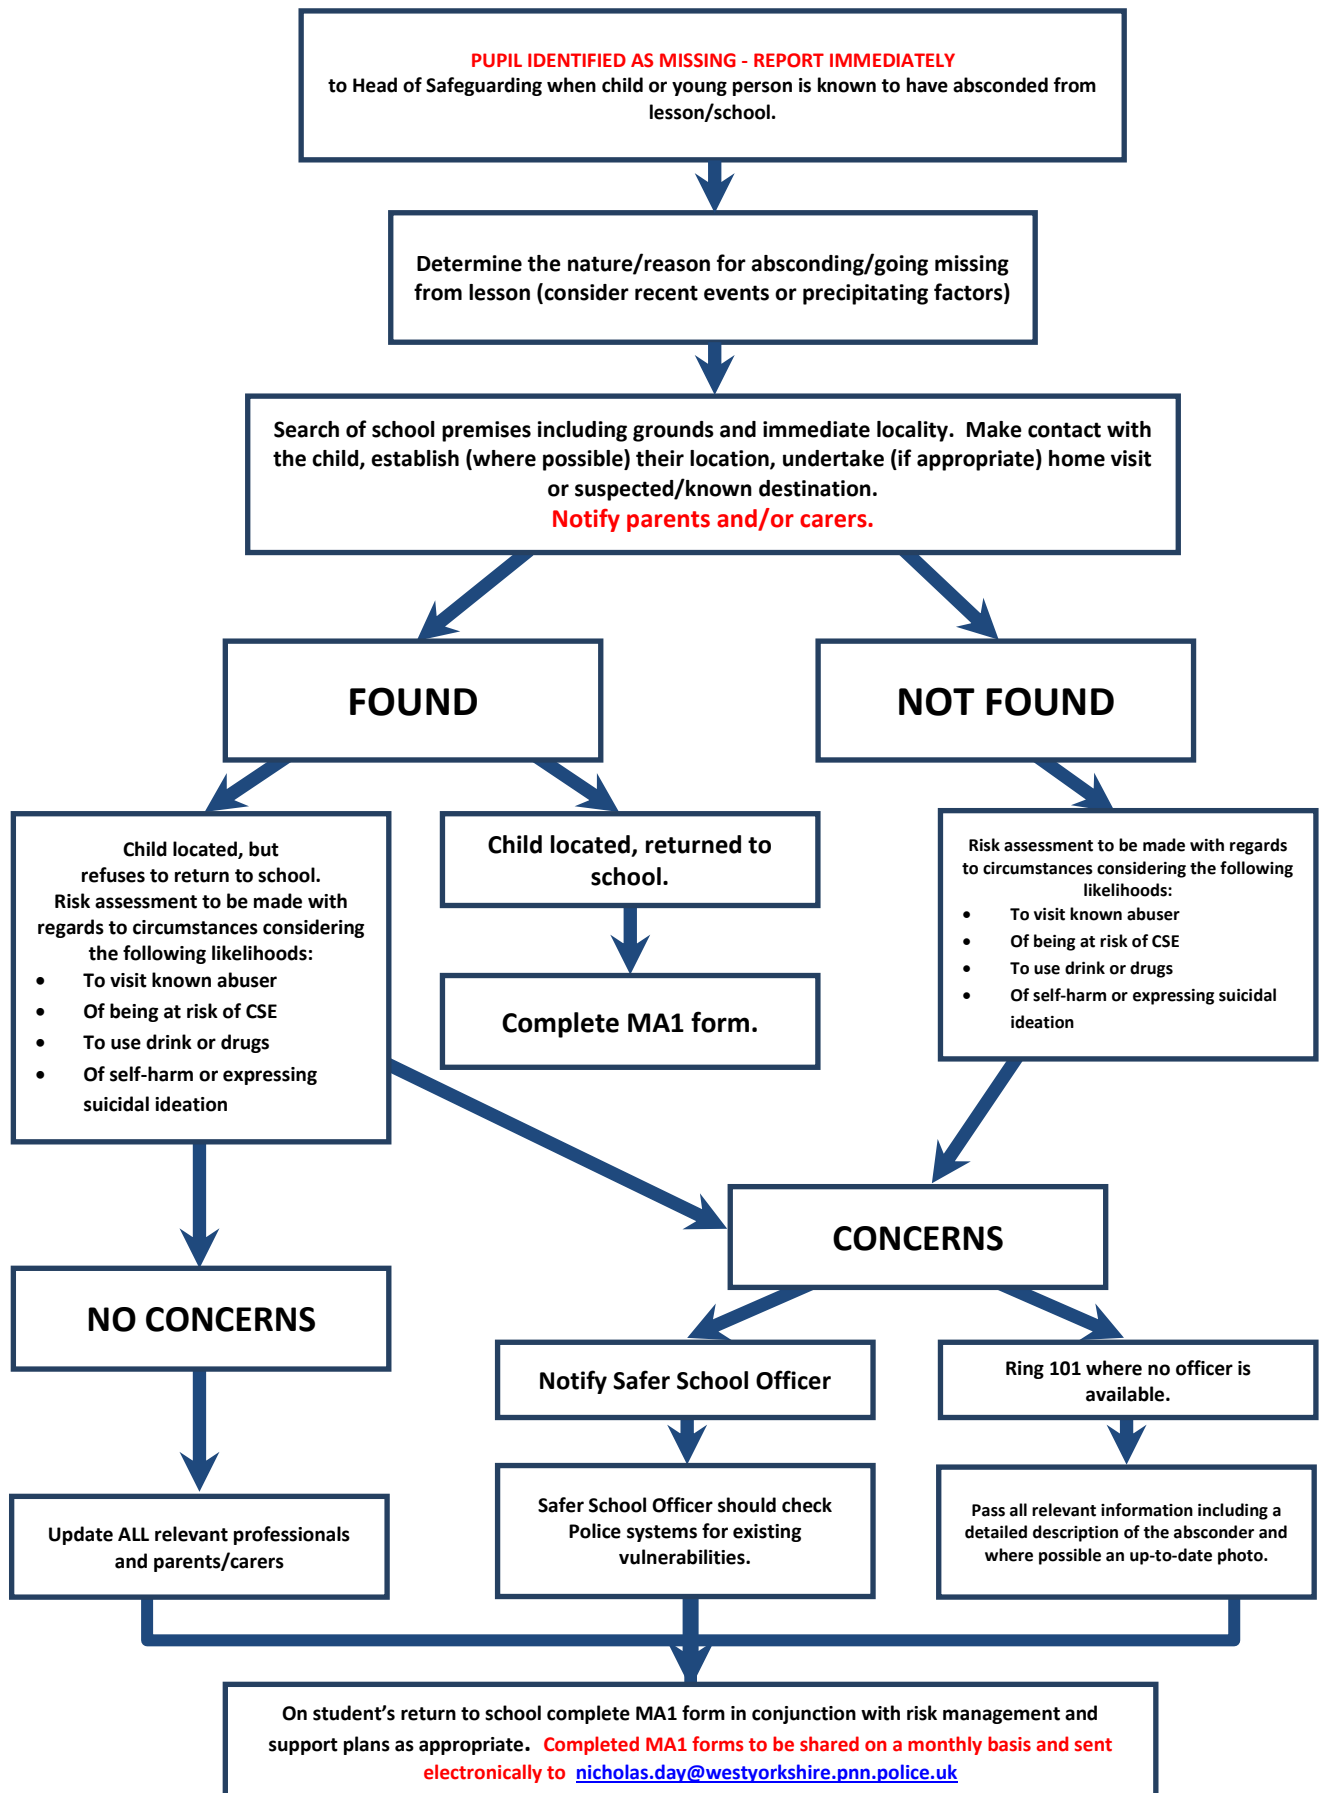 PUPIL IDENTIFIED AS MISSING - REPORT IMMEDIATELY
to Head of Safeguarding when child or young person is known to have absconded from
lesson/school.
Determine the nature/reason for absconding/going missing
from lesson (consider recent events or precipitating factors)
Search of school premises including grounds and immediate locality.  Make contact with
the child, establish (where possible) their location, undertake (if appropriate) home visit
or suspected/known destination.
Notify parents and/or carers.
FOUND
NOT FOUND
Child located, but
refuses to return to school.
Risk assessment to be made with
regards to circumstances considering
the following likelihoods:
• To visit known abuser
• Of being at risk of CSE
• To use drink or drugs
• Of self-harm or expressing
suicidal ideation
Child located, returned to
school.
Complete MA1 form.
Risk assessment to be made with regards
to circumstances considering the following
likelihoods:
• To visit known abuser
• Of being at risk of CSE
• To use drink or drugs
• Of self-harm or expressing suicidal
ideation
CONCERNS
NO CONCERNS
Notify Safer School Officer
Ring 101 where no officer is
available.
Update ALL relevant professionals
and parents/carers
Safer School Officer should check
Police systems for existing
vulnerabilities.
Pass all relevant information including a
detailed description of the absconder and
where possible an up-to-date photo.
On student's return to school complete MA1 form in conjunction with risk management and
support plans as appropriate.  Completed MA1 forms to be shared on a monthly basis and sent
electronically to nicholas.day@westyorkshire.pnn.police.uk